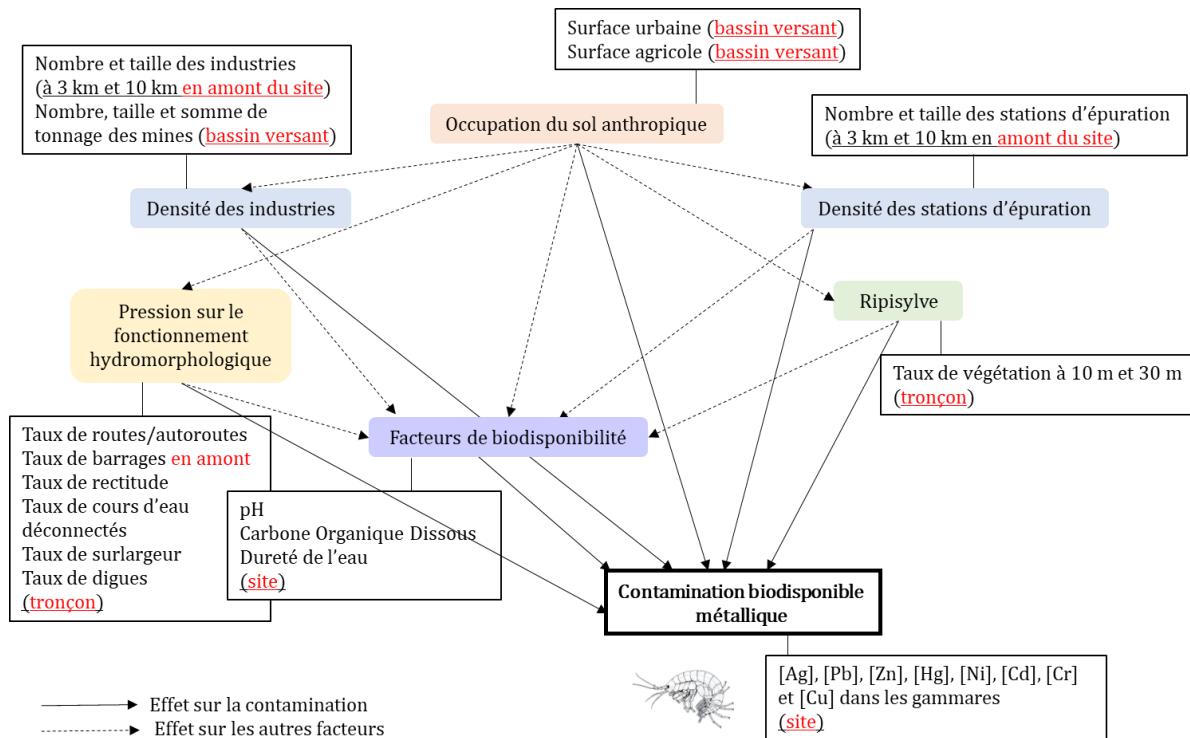 Surface urbaine (bassin versant)
Surface agricole (bassin versant)
Nombre et taille des industries
(à 3 km et 10 km en amont du site)
Nombre, taille et somme de
tonnage des mines (bassin versant)
Occupation du sol anthropique
Nombre et taille des stations d'épuration
(à 3 km et 10 km en amont du site)
Densité des industries
Densité des stations d'épuration
Pression sur le
fonctionnement
hydromorphologique
Ripisylve
Taux de végétation à 10 m et 30 m
(tronçon)
Facteurs de biodisponibilité
Taux de routes/autoroutes
Taux de barrages en amont
Taux de rectitude
Taux de cours d'eau
déconnectés
Taux de surlargeur
Taux de digues
(tronçon)
pH
Carbone Organique Dissous
Dureté de l'eau
(site)
Contamination biodisponible
métallique
[Ag], [Pb], [Zn], [Hg], [Ni], [Cd], [Cr]
et [Cu] dans les gammares
(site)
Effet sur la contamination
Effet sur les autres facteurs